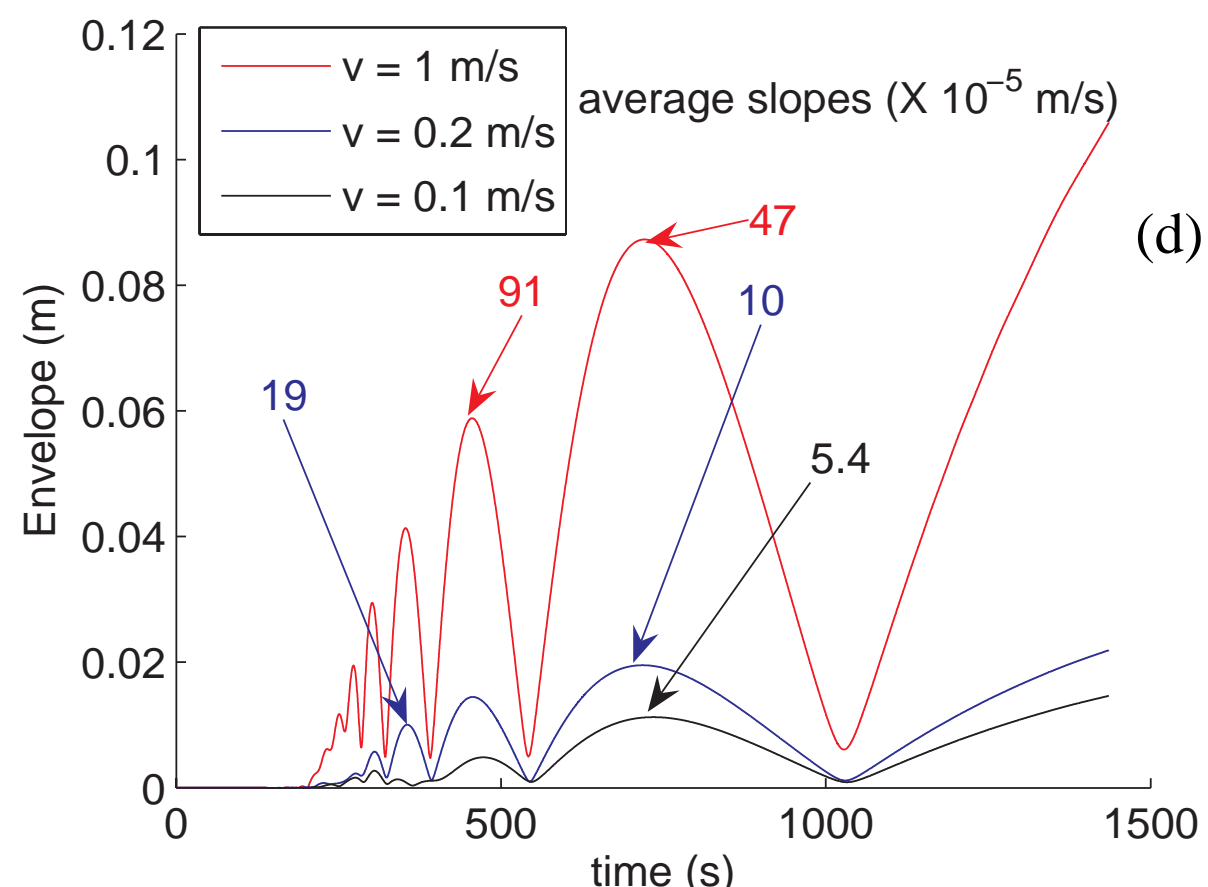 0.12
0.1
0.08
0.06
0.04
0.02
0
Envelope (m)
v = 1 m/s
v = 0.2 m/s
v = 0.1 m/s
average slopes (X 10⁻⁵ m/s)
(d)
47
91
10
19
5.4
0
500
1000
1500
time (s)